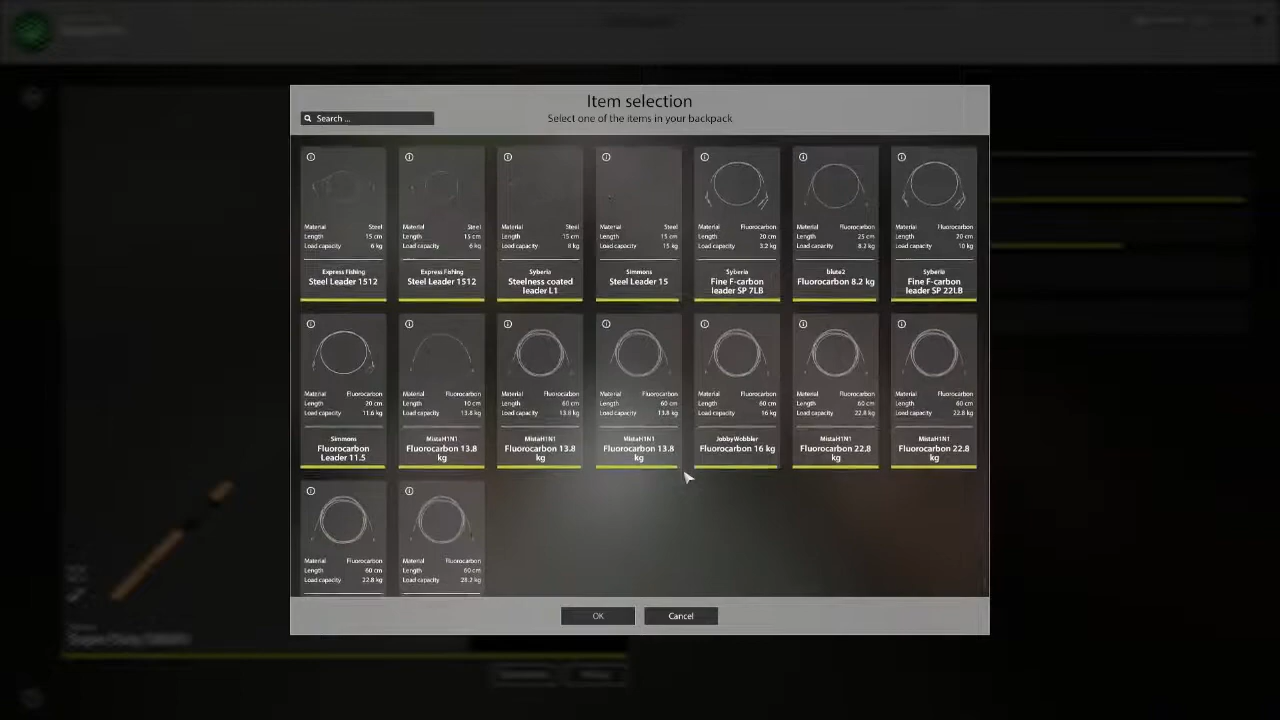 Item selection
Search ...
Select one of the items in your backpack
Material Steel
Length 15 cm
Load capacity 6 kg
Express Fishing
Steel Leader 1512
Material Steel
Length 15 cm
Load capacity 6 kg
Express Fishing
Steel Leader 1512
Material Steel
Length 15 cm
Load capacity 8 kg
Syberia
Steelness coated
leader L1
Material Steel
Length 15 cm
Load capacity 15 kg
Simmons
Steel Leader 15
Material Fluorocarbon
Length 20 cm
Load capacity 3.2 kg
Syberia
Fine F-carbon
leader SP 7LB
Material Fluorocarbon
Length 25 cm
Load capacity 8.2 kg
blute2
Fluorocarbon 8.2 kg
Material Fluorocarbon
Length 20 cm
Load capacity 10 kg
Syberia
Fine F-carbon
leader SP 22LB
Material Fluorocarbon
Length 20 cm
Load capacity 11.6 kg
Simmons
Fluorocarbon
Leader 11.5
Material Fluorocarbon
Length 10 cm
Load capacity 13.8 kg
MistaH1N1
Fluorocarbon 13.8
kg
Material Fluorocarbon
Length 60 cm
Load capacity 13.8 kg
MistaH1N1
Fluorocarbon 13.8
kg
Material Fluorocarbon
Length 60 cm
Load capacity 13.8 kg
MistaH1N1
Fluorocarbon 13.8
kg
Material Fluorocarbon
Length 60 cm
Load capacity 16 kg
JobbyWobbler
Fluorocarbon 16 kg
Material Fluorocarbon
Length 60 cm
Load capacity 22.8 kg
MistaH1N1
Fluorocarbon 22.8
kg
Material Fluorocarbon
Length 60 cm
Load capacity 22.8 kg
MistaH1N1
Fluorocarbon 22.8
kg
Material Fluorocarbon
Length 60 cm
Load capacity 22.8 kg
Material Fluorocarbon
Length 60 cm
Load capacity 28.2 kg
OK
Cancel